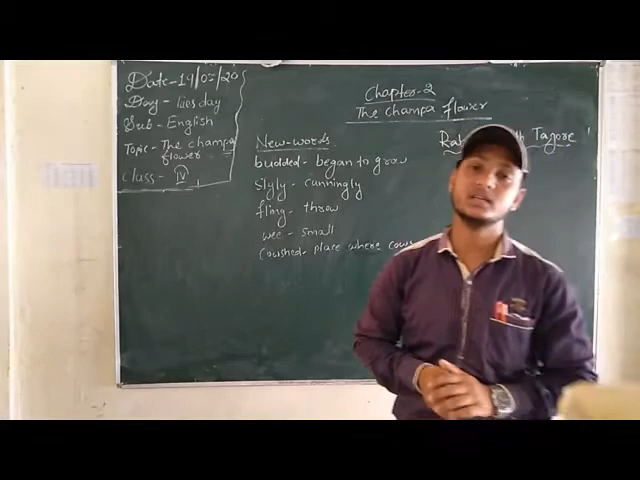 Date-14/07/20
Day - Tuesday
Sub - English
Topic - The champa
flower
Class - IV
Chapter-2
The Champa flower
Tagore
New-words
budded - began to grow
Slyly - cunningly
fling - throw
wee - small
Cowshed - place where cows